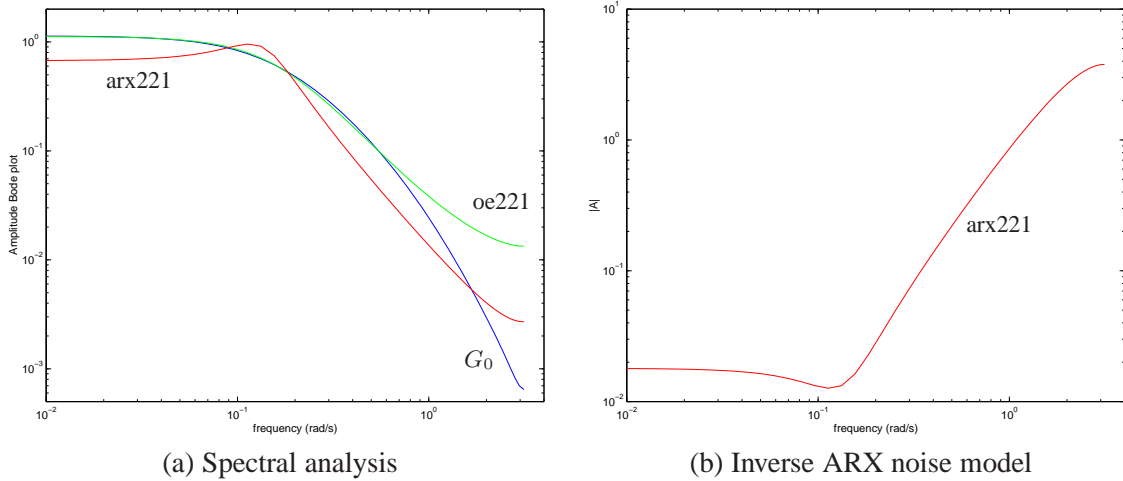 10^0
10^-1
10^-2
10^-3
Amplitude Bode plot
arx221
oe221
G_0
10^-2
10^-1
10^0
frequency (rad/s)
(a) Spectral analysis
10^1
10^0
10^-1
10^-2
|A|
arx221
10^-2
10^-1
10^0
frequency (rad/s)
(b) Inverse ARX noise model